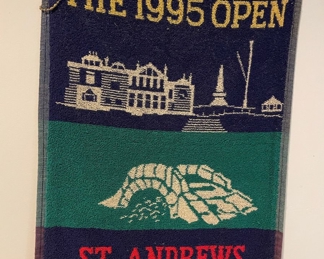 THE 1995 OPEN
ST. ANDREWS